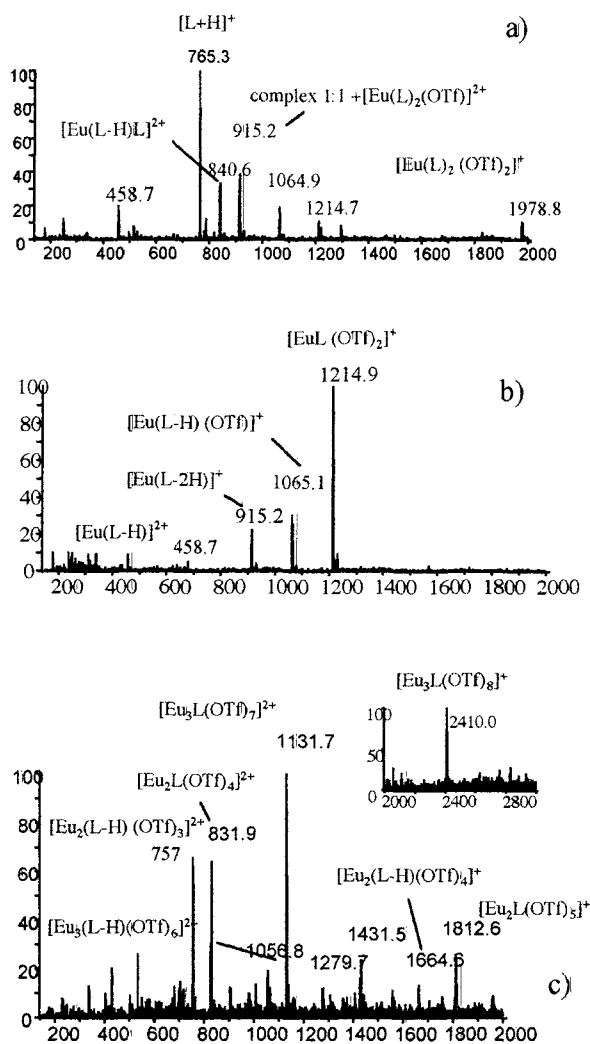 [L+H]+
a)
765.3
complex 1:1 +[Eu(L)2(OTf)]2+
[Eu(L-H)L]2+
915.2
840.6
1064.9
[Eu(L)2 (OTf)2]+
458.7
1214.7
1978.8
100
80
60
40
20
0
200 400 600 800 1000 1200 1400 1600 1800 2000
[EuL (OTf)2]+
b)
1214.9
[Eu(L-H) (OTf)]+
1065.1
[Eu(L-2H)]+
915.2
[Eu(L-H)]2+
458.7
100
80
60
40
20
0
200 400 600 800 1000 1200 1400 1600 1800 2000
[Eu3L(OTf)8]+
2410.0
100
50
0
2000 2400 2800
[Eu3L(OTf)7]2+
1131.7
[Eu2L(OTf)4]2+
831.9
[Eu2(L-H) (OTf)3]2+
757
[Eu2(L-H)(OTf)4]+
[Eu2L(OTf)5]+
[Eu3(L-H)(OTf)6]2+
1056.8
1279.7
1431.5
1664.6
1812.6
c)
100
80
60
40
20
0
200 400 600 800 1000 1200 1400 1600 1800 2000